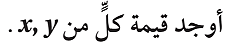 أوجد قيمة كلٍّ من x, y .